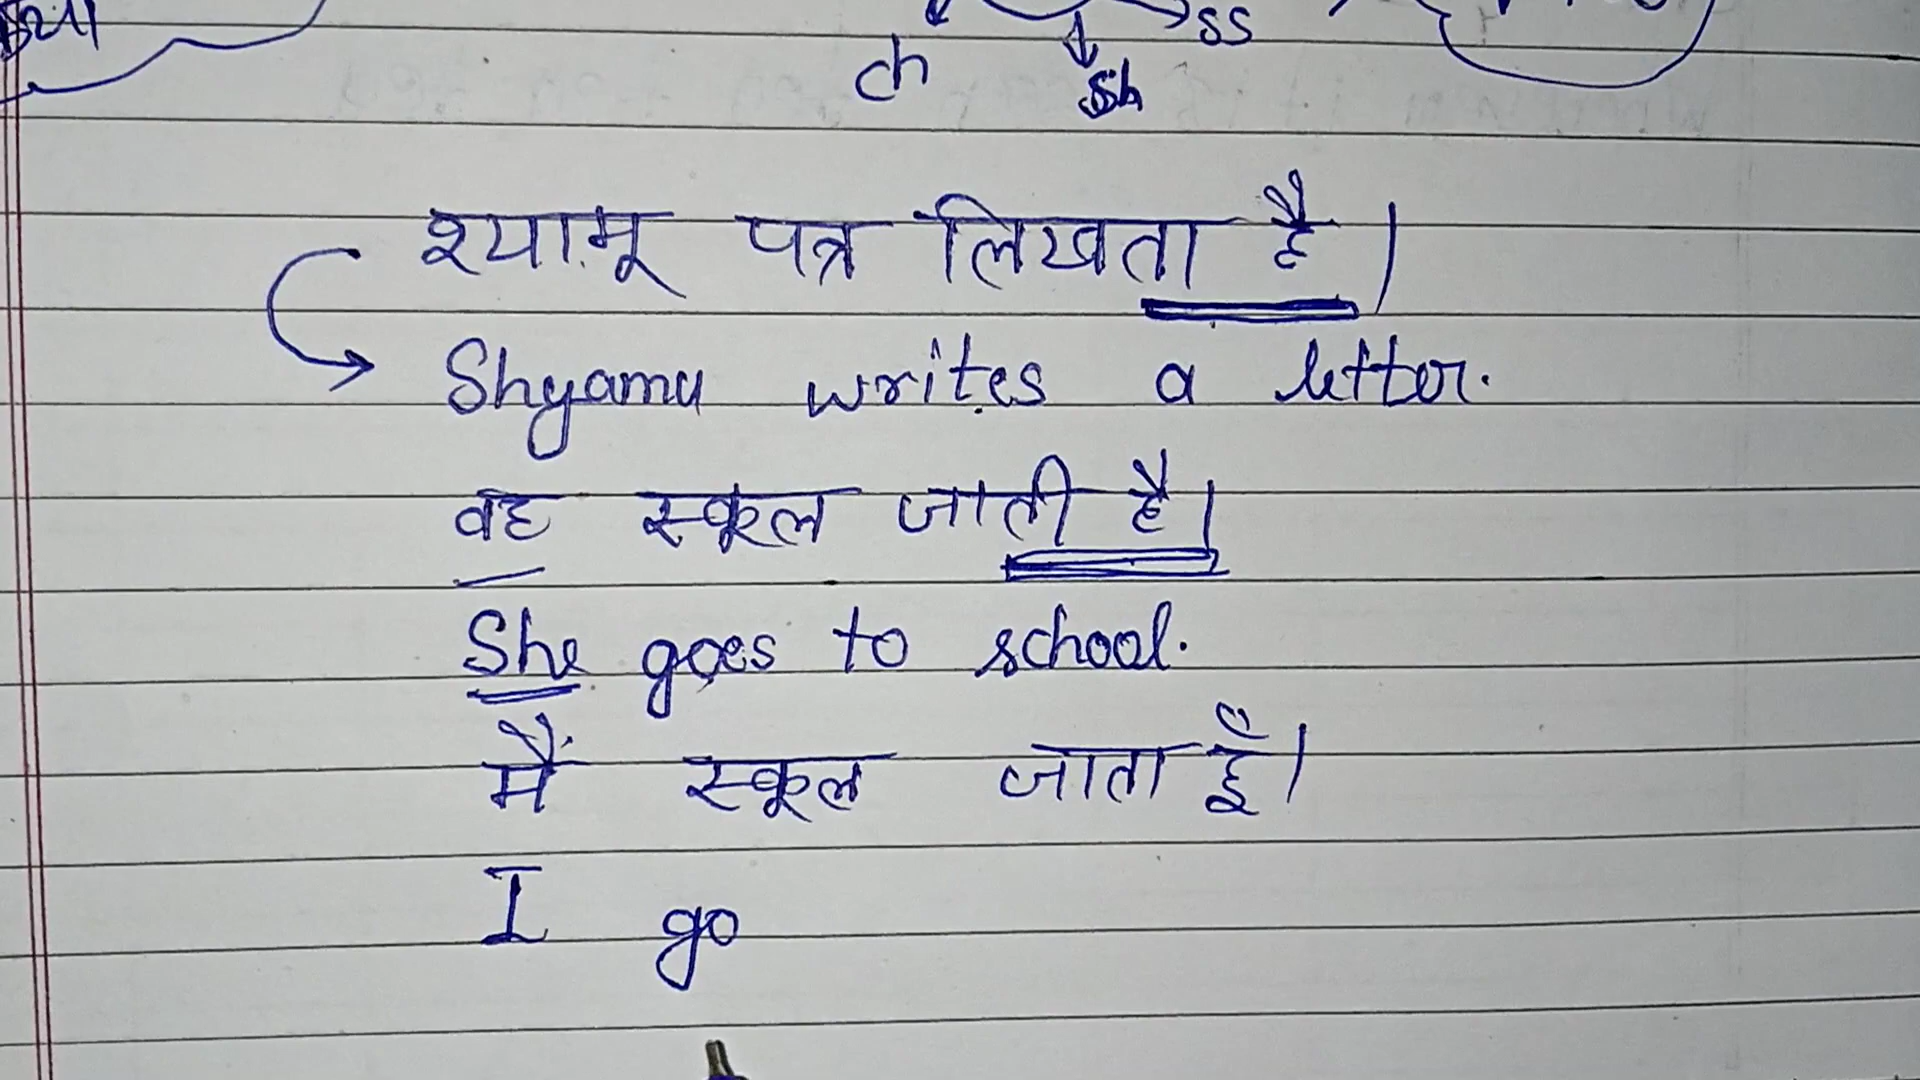 ss
ch
sh
श्यामू पत्र लिखता है।
Shyamu writes a letter.
वह स्कूल जाती है।
She goes to school.
मैं स्कूल जाता हूँ।
I go